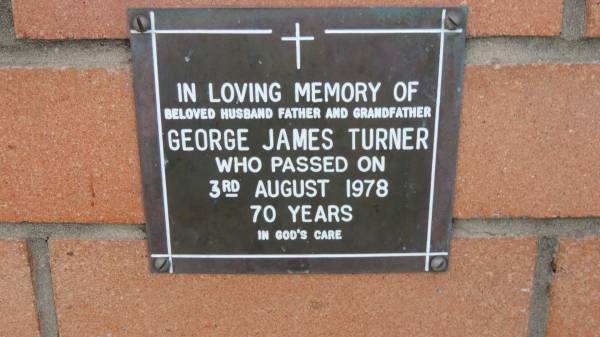 IN LOVING MEMORY OF
BELOVED HUSBAND FATHER AND GRANDFATHER
GEORGE JAMES TURNER
WHO PASSED ON
3RD AUGUST 1978
70 YEARS
IN GOD'S CARE